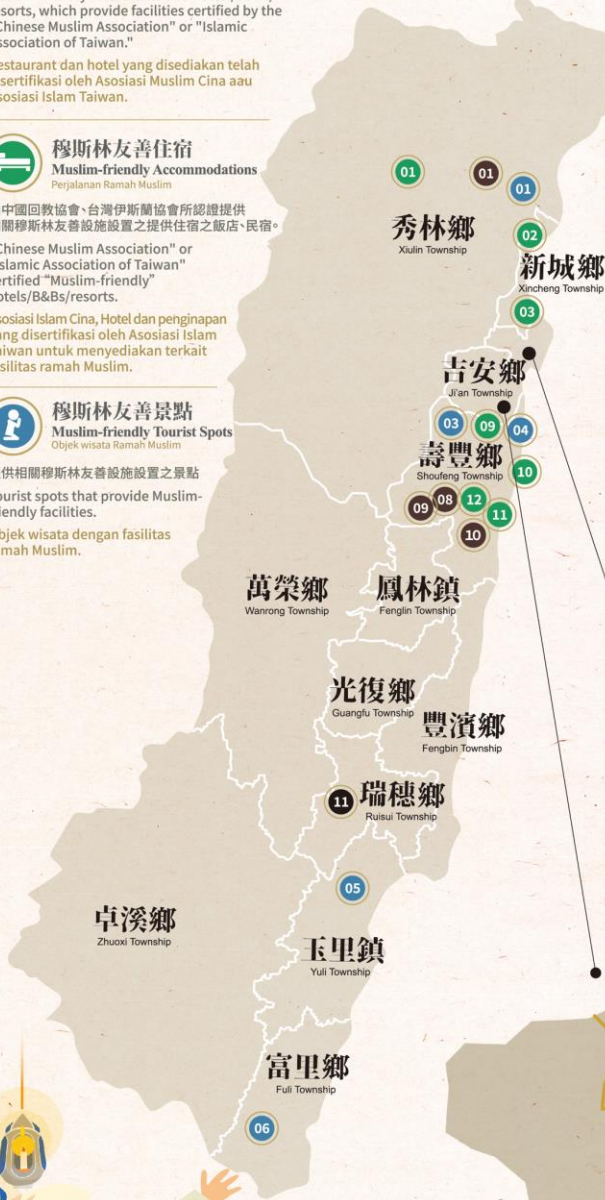 sorts, which provide facilities certified by the
Chinese Muslim Association" or "Islamic
ssociation of Taiwan."
estaurant dan hotel yang disediakan telah
sertifikasi oleh Asosiasi Muslim Cina aau
sosiasi Islam Taiwan.
穆斯林友善住宿
Muslim-friendly Accommodations
Perjalanan Ramah Muslim
中國回教協會、台灣伊斯蘭協會所認證提供
關穆斯林友善設施設置之提供住宿之飯店、民宿。
Chinese Muslim Association" or
slamic Association of Taiwan"
ertified “Muslim-friendly”
otels/B&Bs/resorts.
sosiasi Islam Cina, Hotel dan penginapan
ang disertifikasi oleh Asosiasi Islam
aiwan untuk menyediakan terkait
asilitas ramah Muslim.
穆斯林友善景點
Muslim-friendly Tourist Spots
Objek wisata Ramah Muslim
供相關穆斯林友善設施設置之景點
ourist spots that provide Muslim-
iendly facilities.
bjek wisata dengan fasilitas
mah Muslim.
01
01
01
秀林鄉
Xiulin Township
02
新城鄉
Xincheng Township
03
吉安鄉
Ji'an Township
03
09
04
壽豐鄉
Shoufeng Township
10
09
08
12
11
10
萬榮鄉
Wanrong Township
鳳林鎮
Fenglin Township
光復鄉
Guangfu Township
豐濱鄉
Fengbin Township
11
瑞穗鄉
Ruisui Township
05
卓溪鄉
Zhuoxi Township
玉里鎮
Yuli Township
富里鄉
Fuli Township
06